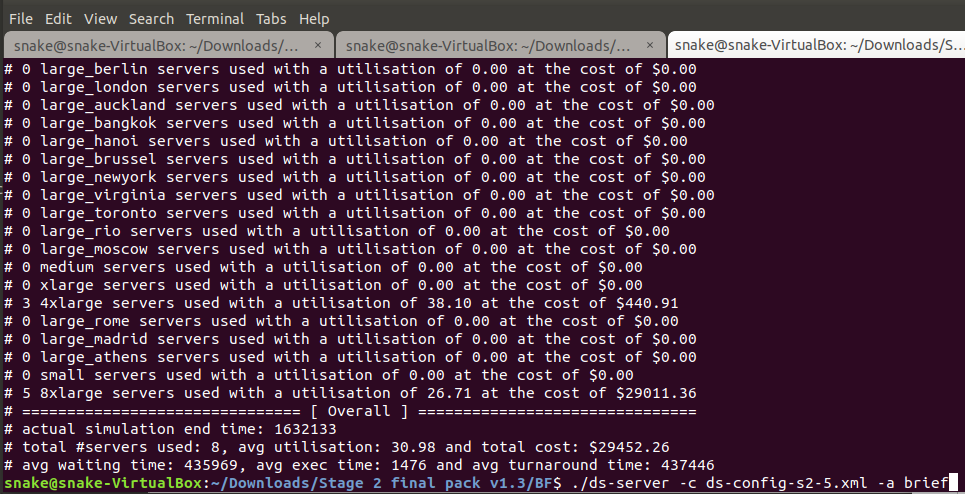 File Edit View Search Terminal Tabs Help
snake@snake-VirtualBox: ~/Downloads/... × snake@snake-VirtualBox: ~/Downloads/... × snake@snake-VirtualBox: ~/Downloads/S...
# 0 large_berlin servers used with a utilisation of 0.00 at the cost of $0.00
# 0 large_london servers used with a utilisation of 0.00 at the cost of $0.00
# 0 large_auckland servers used with a utilisation of 0.00 at the cost of $0.00
# 0 large_bangkok servers used with a utilisation of 0.00 at the cost of $0.00
# 0 large_hanoi servers used with a utilisation of 0.00 at the cost of $0.00
# 0 large_brussel servers used with a utilisation of 0.00 at the cost of $0.00
# 0 large_newyork servers used with a utilisation of 0.00 at the cost of $0.00
# 0 large_virginia servers used with a utilisation of 0.00 at the cost of $0.00
# 0 large_toronto servers used with a utilisation of 0.00 at the cost of $0.00
# 0 large_rio servers used with a utilisation of 0.00 at the cost of $0.00
# 0 large_moscow servers used with a utilisation of 0.00 at the cost of $0.00
# 0 medium servers used with a utilisation of 0.00 at the cost of $0.00
# 0 xlarge servers used with a utilisation of 0.00 at the cost of $0.00
# 3 4xlarge servers used with a utilisation of 38.10 at the cost of $440.91
# 0 large_rome servers used with a utilisation of 0.00 at the cost of $0.00
# 0 large_madrid servers used with a utilisation of 0.00 at the cost of $0.00
# 0 large_athens servers used with a utilisation of 0.00 at the cost of $0.00
# 0 small servers used with a utilisation of 0.00 at the cost of $0.00
# 5 8xlarge servers used with a utilisation of 26.71 at the cost of $29011.36
# =============================== [ Overall ] ===============================
# actual simulation end time: 1632133
# total #servers used: 8, avg utilisation: 30.98 and total cost: $29452.26
# avg waiting time: 435969, avg exec time: 1476 and avg turnaround time: 437446
snake@snake-VirtualBox:~/Downloads/Stage 2 final pack v1.3/BF$ ./ds-server -c ds-config-s2-5.xml -a brief